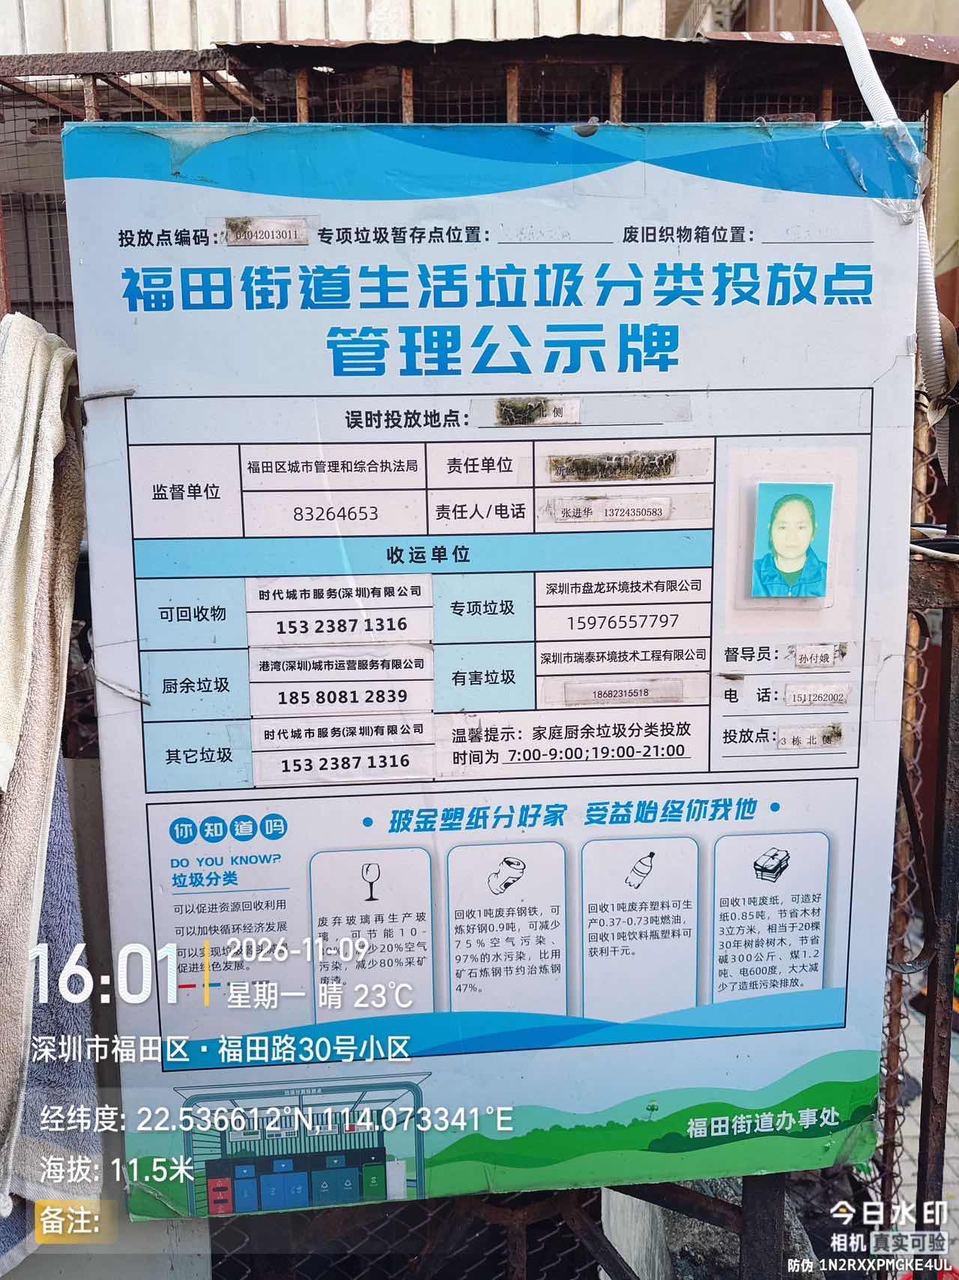 投放点编码: 04042013011 专项垃圾暂存点位置: 废旧织物箱位置:
福田街道生活垃圾分类投放点
管理公示牌
误时投放地点: 北侧
监督单位 福田区城市管理和综合执法局 责任单位
83264653 责任人/电话 张进华 13724350583
收运单位
可回收物 时代城市服务(深圳)有限公司 专项垃圾 深圳市盘龙环境技术有限公司
153 2387 1316 15976557797
厨余垃圾 港湾(深圳)城市运营服务有限公司 有害垃圾 深圳市瑞泰环境技术工程有限公司
185 8081 2839 18682315518
其它垃圾 时代城市服务(深圳)有限公司
153 2387 1316
温馨提示: 家庭厨余垃圾分类投放
时间为 7:00-9:00;19:00-21:00
督导员: 孙付娥
电 话: 1511262002
投放点: 3栋北侧
你知道吗
DO YOU KNOW?
垃圾分类
可以促进资源回收利用
可以加快循环经济发展
可以实现
促进绿色发展。
• 玻金塑纸分好家 受益始终你我他 •
废弃玻璃再生产玻
璃,可节能10-
20%空气
污染,减少80%采矿
废渣。
回收1吨废弃钢铁,可
炼好钢0.9吨,可减少
75%空气污染、
97%的水污染,比用
矿石炼钢节约冶炼钢
47%。
回收1吨废弃塑料可生
产0.37-0.73吨燃油,
回收1吨饮料瓶塑料可
获利千元。
回收1吨废纸,可造好
纸0.85吨,节省木材
3立方米,相当于20棵
30年树龄树木,节省
碱300公斤、煤1.2
吨、电600度,大大减
少了造纸污染排放。
福田街道办事处
16:01
2026-11-09
星期一 晴 23℃
深圳市福田区·福田路30号小区
经纬度: 22.536612°N,114.073341°E
海拔: 11.5米
备注:
今日水印
相机 真实可验
防伪 1N2RXXPMGKE4UL